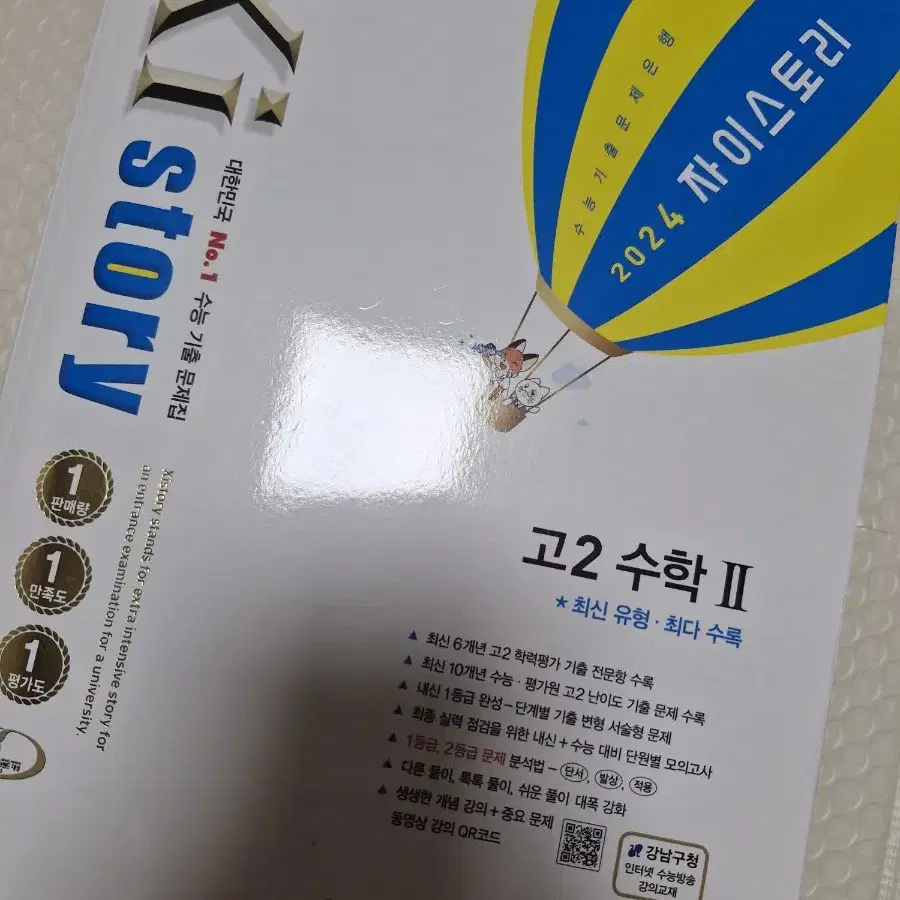 Xi
story
대한민국 No.1 수능 기출 문제집
Xistory stands for extra intensive story for
an entrance examination for a university.
1
판매량
1
만족도
1
평가도
수능기출문제은행
2024 자이스토리
고2 수학 Ⅱ
* 최신 유형 · 최다 수록
▲ 최신 6개년 고2 학력평가 기출 전문항 수록
▲ 최신 10개년 수능 · 평가원 고2 난이도 기출 문제 수록
▲ 내신 1등급 완성 – 단계별 기출 변형 서술형 문제
▲ 최종 실력 점검을 위한 내신 + 수능 대비 단원별 모의고사
▲ 1등급, 2등급 문제 분석법 – 단서, 발상, 적용
▲ 다른 풀이, 톡톡 풀이, 쉬운 풀이 대폭 강화
▲ 생생한 개념 강의 + 중요 문제
동영상 강의 QR코드
강남구청
인터넷 수능방송
강의교재